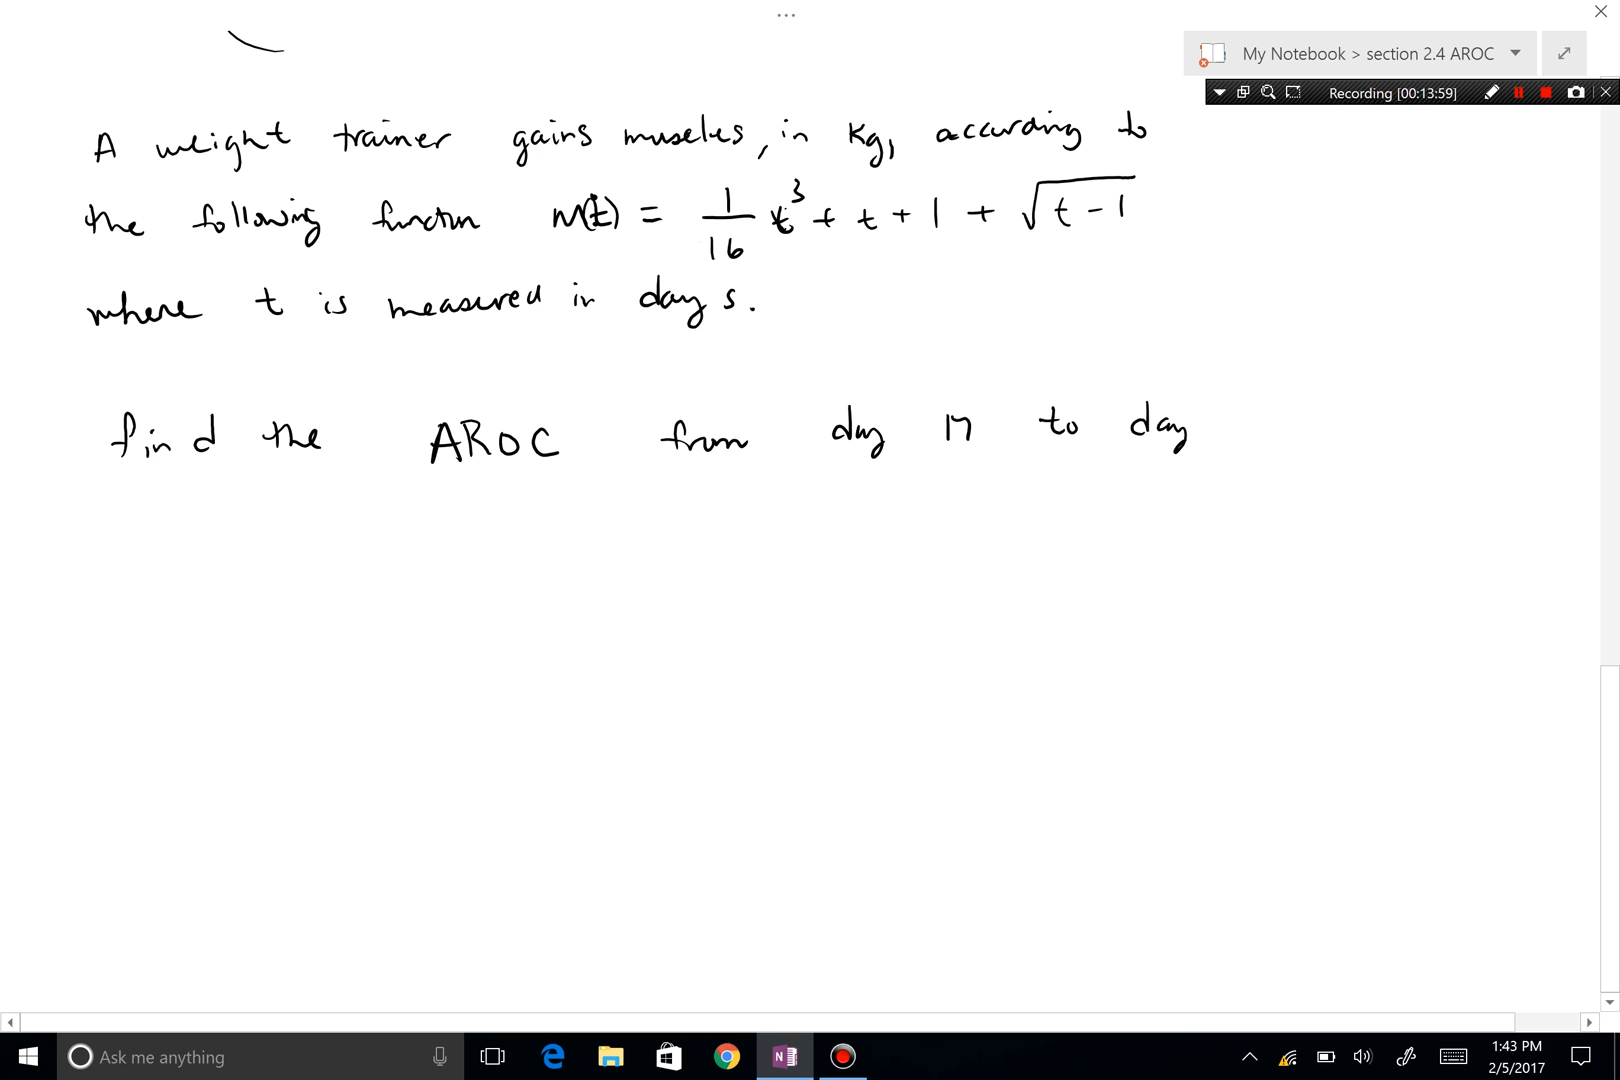 ...
My Notebook > section 2.4 AROC
Recording [00:13:59]
A weight trainer gains muscles, in kg, according to
the following function M(t) = 1/16 t³ + t + 1 + √(t - 1)
where t is measured in days.
find the AROC from day 17 to day
Ask me anything
1:43 PM
2/5/2017